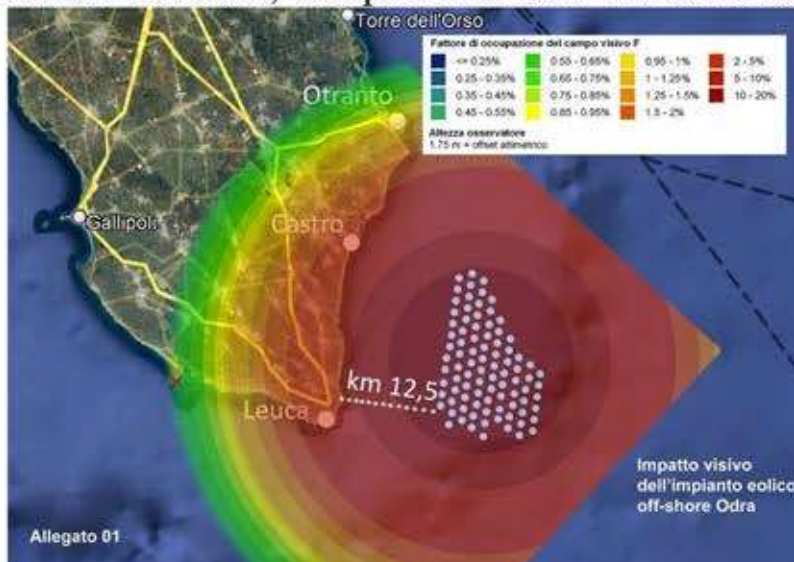 Torre dell'Orso
Fattore di occupazione del campo visivo F
<= 0.25%
0.25 - 0.35%
0.35 - 0.45%
0.45 - 0.55%
0.55 - 0.65%
0.65 - 0.75%
0.75 - 0.85%
0.85 - 0.95%
0.95 - 1%
1 - 1.25%
1.25 - 1.5%
1.5 - 2%
2 - 5%
5 - 10%
10 - 20%
Altezza osservatore
1.75 m + offset altimetrico
Otranto
Gallipoli
Castro
km 12,5
Leuca
Impatto visivo
dell'impianto eolico
off-shore Odra
Allegato 01